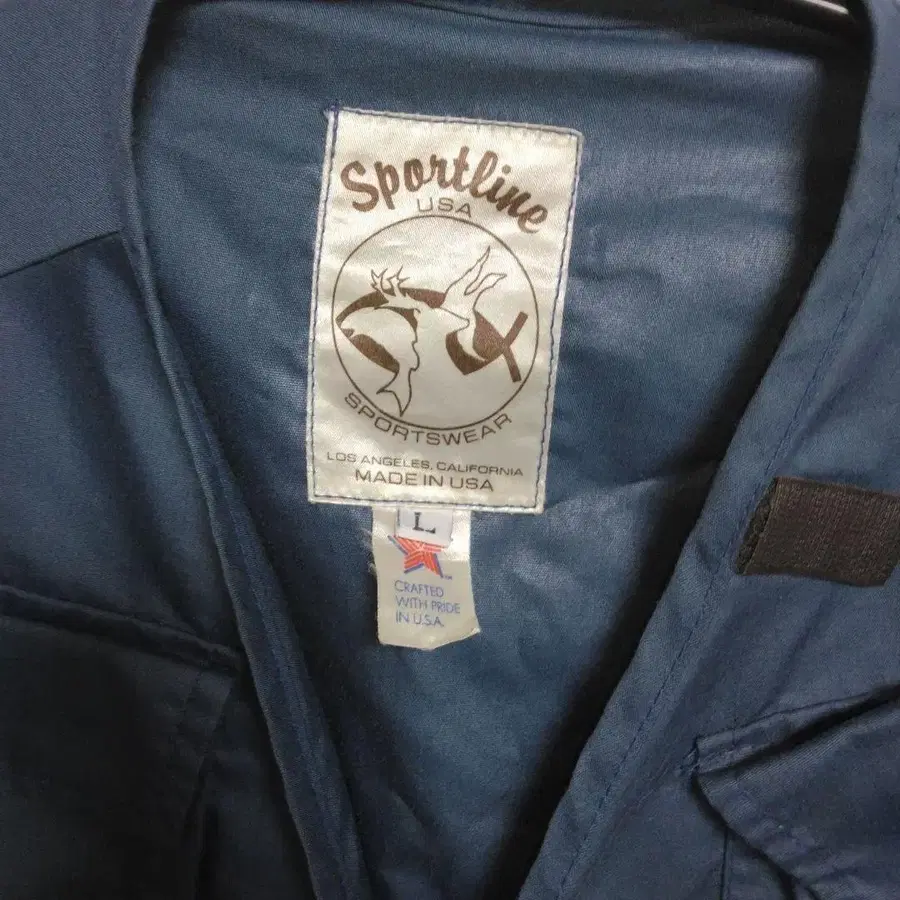 Sportline
USA
SPORTSWEAR
LOS ANGELES, CALIFORNIA
MADE IN USA
L
CRAFTED
WITH PRIDE
IN U.S.A.